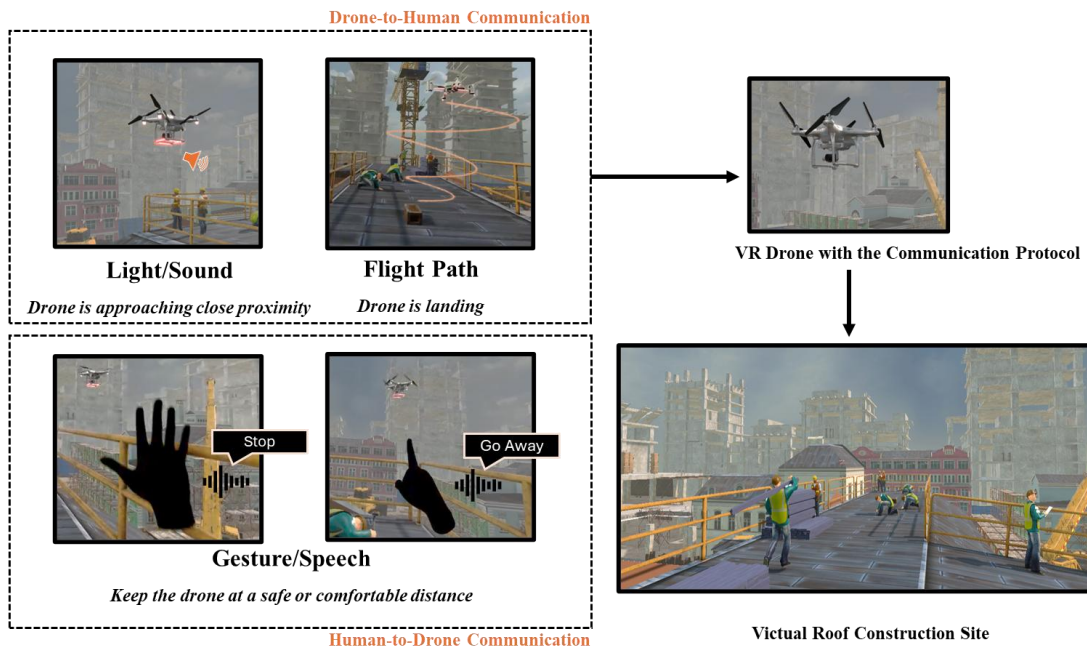 Drone-to-Human Communication
Light/Sound
Flight Path
Drone is approaching close proximity
Drone is landing
VR Drone with the Communication Protocol
Stop
Go Away
Gesture/Speech
Keep the drone at a safe or comfortable distance
Human-to-Drone Communication
Victual Roof Construction Site